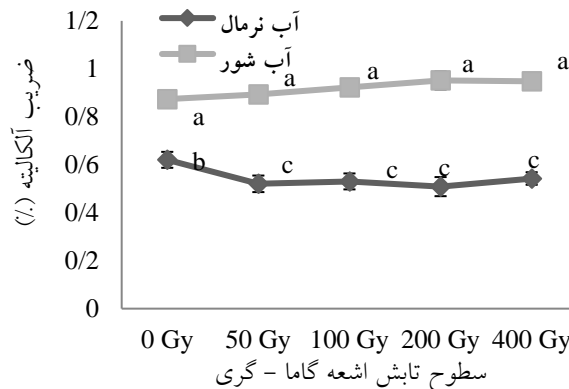 1/2
1
0/8
0/6
0/4
0/2
0
ضریب آلکالیته (%)
آب نرمال
آب شور
a a a a a
b c c c c
0 Gy 50 Gy 100 Gy 200 Gy 400 Gy
سطوح تابش اشعه گاما – گری